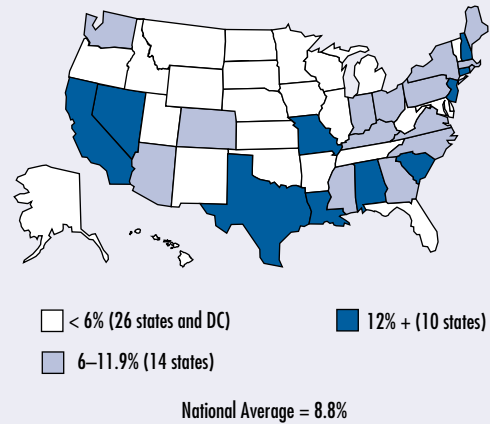 < 6% (26 states and DC)
12% + (10 states)
6–11.9% (14 states)
National Average = 8.8%